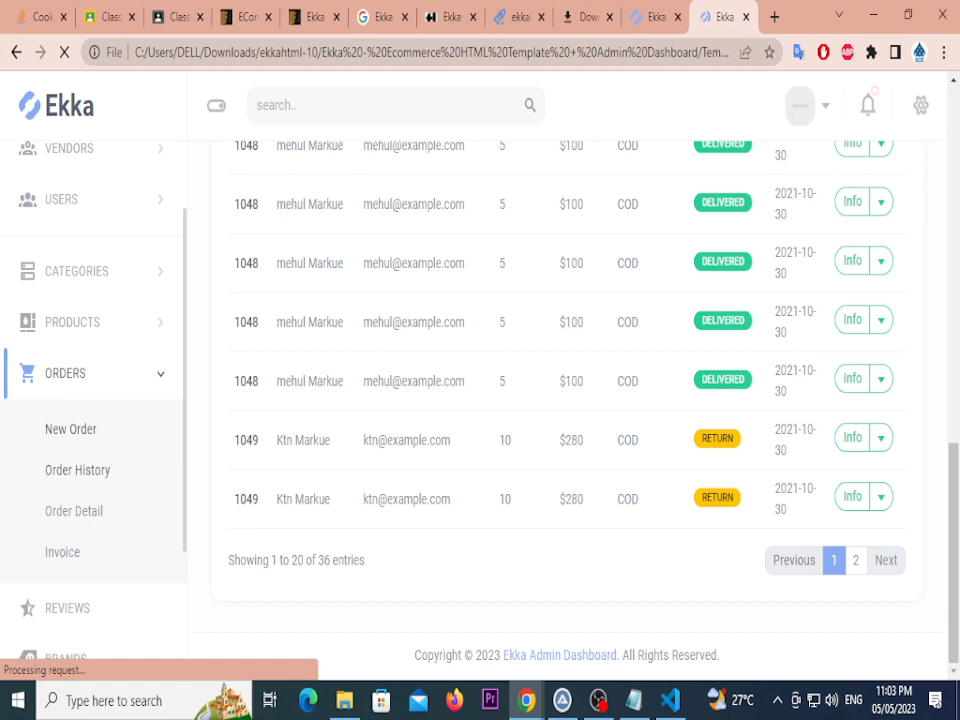 Cook
Class
Class
ECor
Ekka
Ekka
Ekka
ekka
Dow
Ekka
Ekka
File
C:/Users/DELL/Downloads/ekkahtml-10/Ekka%20-%20Ecommerce%20HTML%20Template%20+%20Admin%20Dashboard/Tem...
Ekka
search..
VENDORS
USERS
CATEGORIES
PRODUCTS
ORDERS
New Order
Order History
Order Detail
Invoice
REVIEWS
BRANDS
1048 mehul Markue mehul@example.com 5 $100 COD DELIVERED 30 Info
1048 mehul Markue mehul@example.com 5 $100 COD DELIVERED 2021-10-30 Info
1048 mehul Markue mehul@example.com 5 $100 COD DELIVERED 2021-10-30 Info
1048 mehul Markue mehul@example.com 5 $100 COD DELIVERED 2021-10-30 Info
1048 mehul Markue mehul@example.com 5 $100 COD DELIVERED 2021-10-30 Info
1049 Ktn Markue ktn@example.com 10 $280 COD RETURN 2021-10-30 Info
1049 Ktn Markue ktn@example.com 10 $280 COD RETURN 2021-10-30 Info
Showing 1 to 20 of 36 entries
Previous 1 2 Next
Copyright © 2023 Ekka Admin Dashboard. All Rights Reserved.
Processing request...
Type here to search
27°C
ENG
11:03 PM
05/05/2023